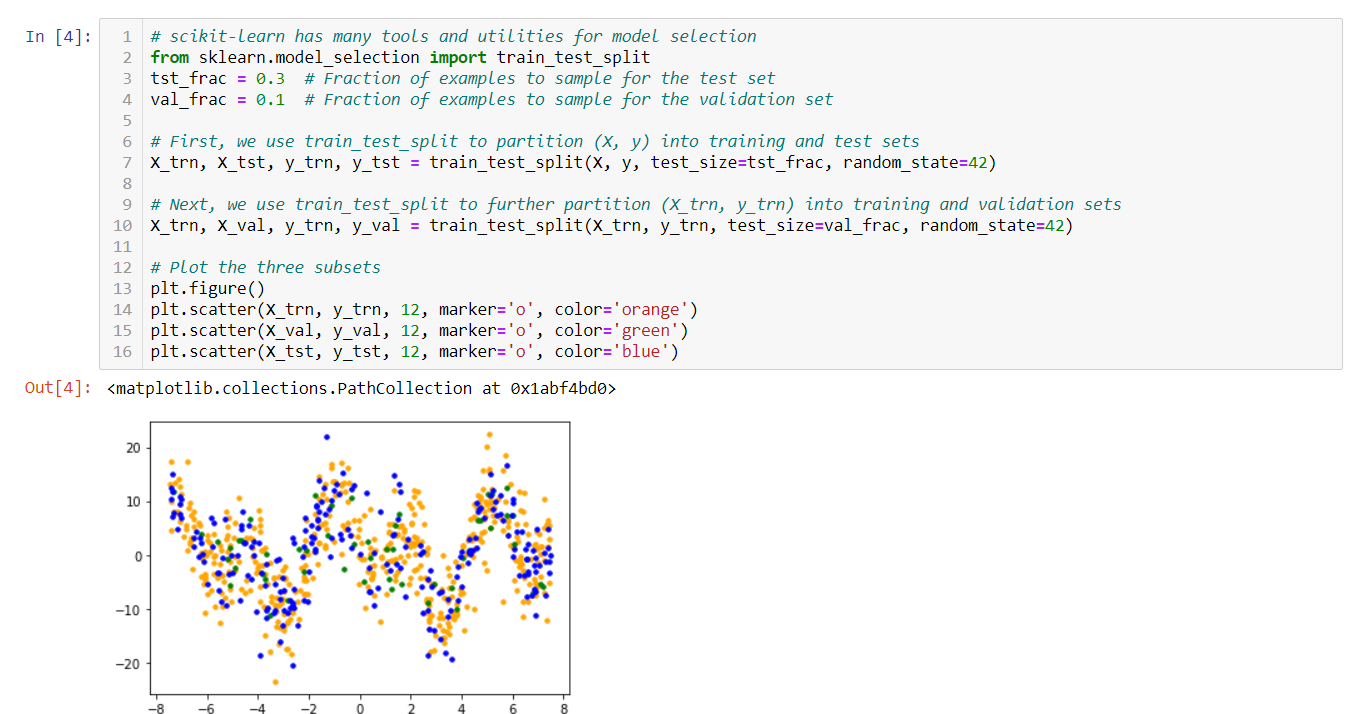 In [4]:
1 # scikit-learn has many tools and utilities for model selection
2 from sklearn.model_selection import train_test_split
3 tst_frac = 0.3  # Fraction of examples to sample for the test set
4 val_frac = 0.1  # Fraction of examples to sample for the validation set
5
6 # First, we use train_test_split to partition (X, y) into training and test sets
7 X_trn, X_tst, y_trn, y_tst = train_test_split(X, y, test_size=tst_frac, random_state=42)
8
9 # Next, we use train_test_split to further partition (X_trn, y_trn) into training and validation sets
10 X_trn, X_val, y_trn, y_val = train_test_split(X_trn, y_trn, test_size=val_frac, random_state=42)
11
12 # Plot the three subsets
13 plt.figure()
14 plt.scatter(X_trn, y_trn, 12, marker='o', color='orange')
15 plt.scatter(X_val, y_val, 12, marker='o', color='green')
16 plt.scatter(X_tst, y_tst, 12, marker='o', color='blue')
Out[4]: <matplotlib.collections.PathCollection at 0x1abf4bd0>
20
10
0
−10
−20
−8 −6 −4 −2 0 2 4 6 8